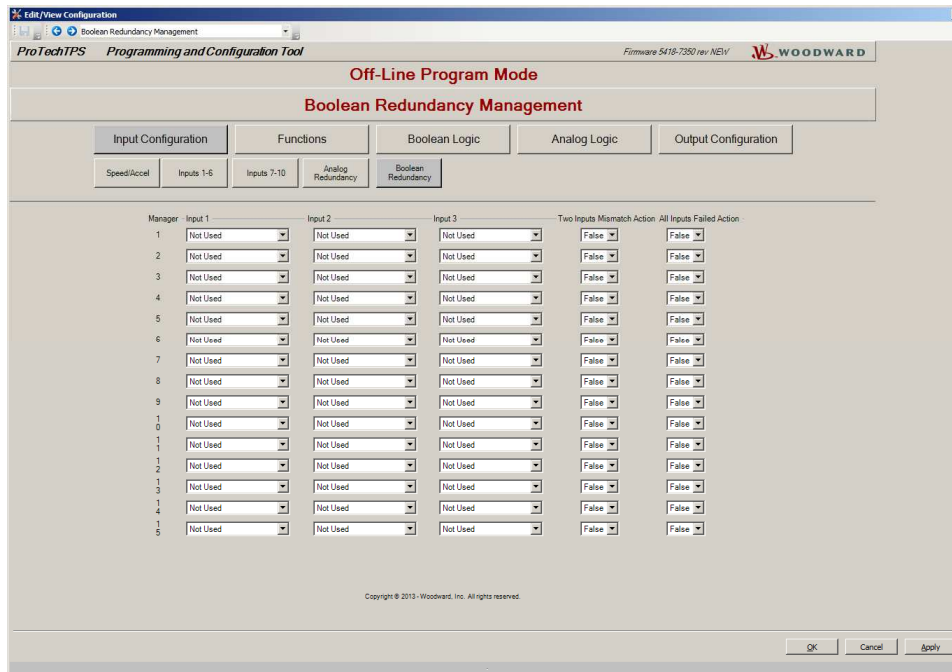 Edit/View Configuration
Boolean Redundancy Management
ProTechTPS Programming and Configuration Tool Firmware 5418-7350 rev NEW WOODWARD
Off-Line Program Mode
Boolean Redundancy Management
Input Configuration Functions Boolean Logic Analog Logic Output Configuration
Speed/Accel Inputs 1-6 Inputs 7-10 Analog Redundancy Boolean Redundancy
Manager Input 1 Input 2 Input 3 Two Inputs Mismatch Action All Inputs Failed Action
1 Not Used Not Used Not Used False False
2 Not Used Not Used Not Used False False
3 Not Used Not Used Not Used False False
4 Not Used Not Used Not Used False False
5 Not Used Not Used Not Used False False
6 Not Used Not Used Not Used False False
7 Not Used Not Used Not Used False False
8 Not Used Not Used Not Used False False
9 Not Used Not Used Not Used False False
10 Not Used Not Used Not Used False False
11 Not Used Not Used Not Used False False
12 Not Used Not Used Not Used False False
13 Not Used Not Used Not Used False False
14 Not Used Not Used Not Used False False
15 Not Used Not Used Not Used False False
Copyright © 2013 - Woodward, Inc. All rights reserved.
OK Cancel Apply